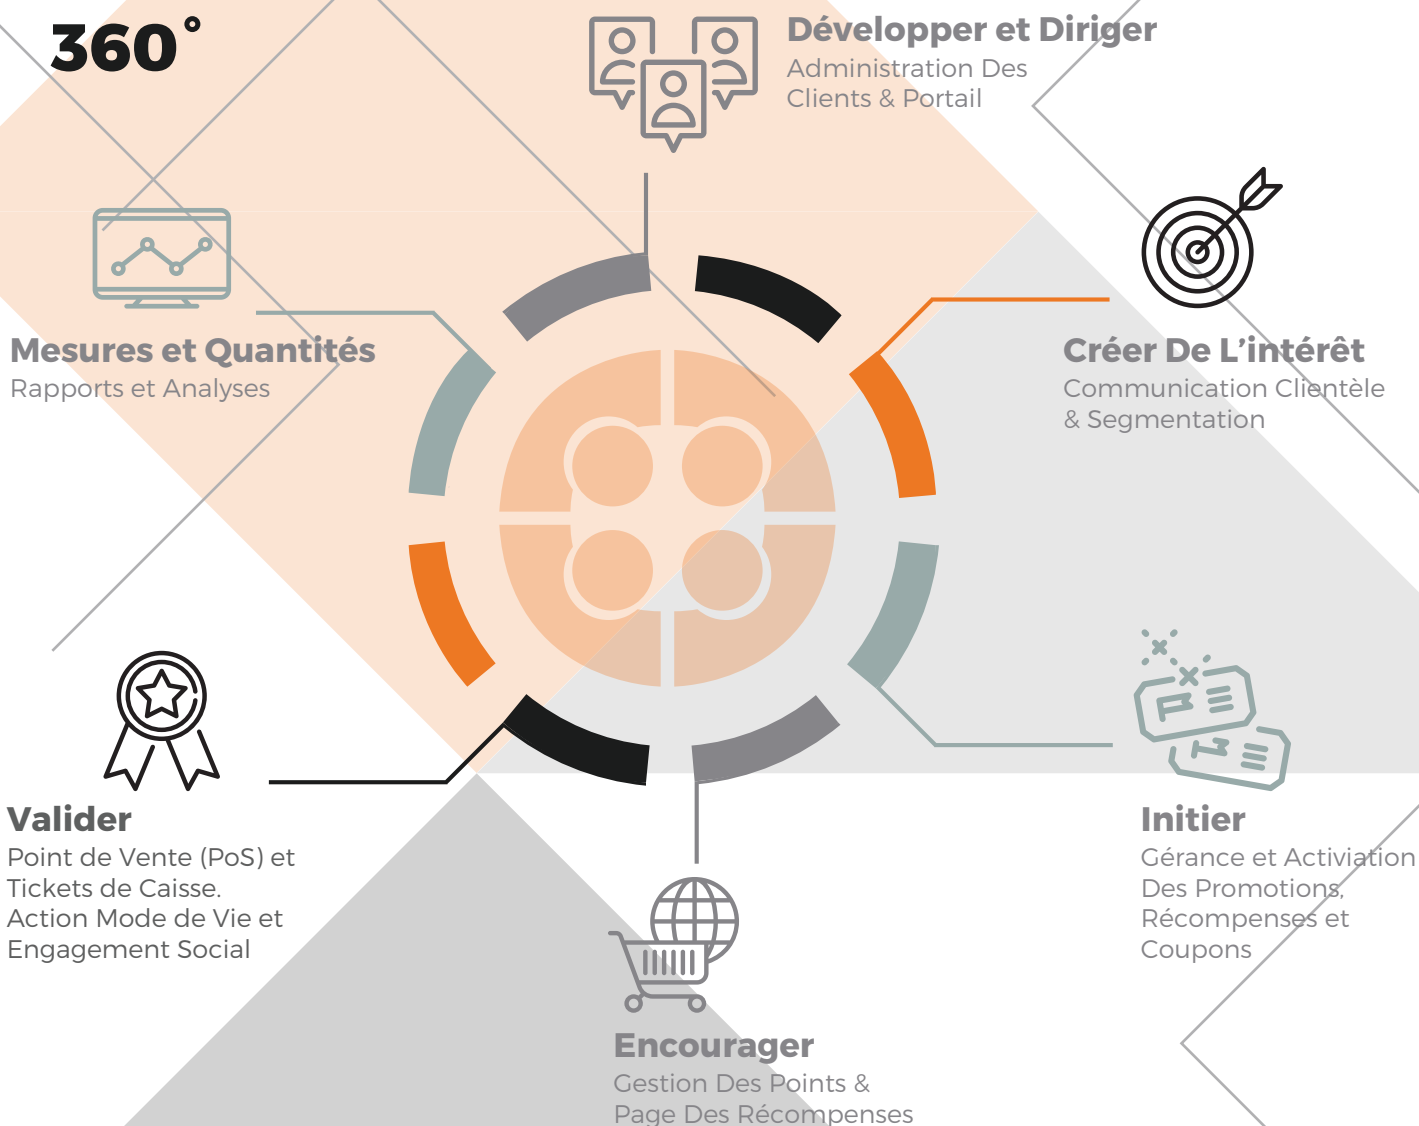 360°
Développer et Diriger
Administration Des
Clients & Portail
Mesures et Quantités
Rapports et Analyses
Créer De L’intérêt
Communication Clientèle
& Segmentation
Valider
Point de Vente (PoS) et
Tickets de Caisse.
Action Mode de Vie et
Engagement Social
Initier
Gérance et Activiation
Des Promotions,
Récompenses et
Coupons
Encourager
Gestion Des Points &
Page Des Récompenses